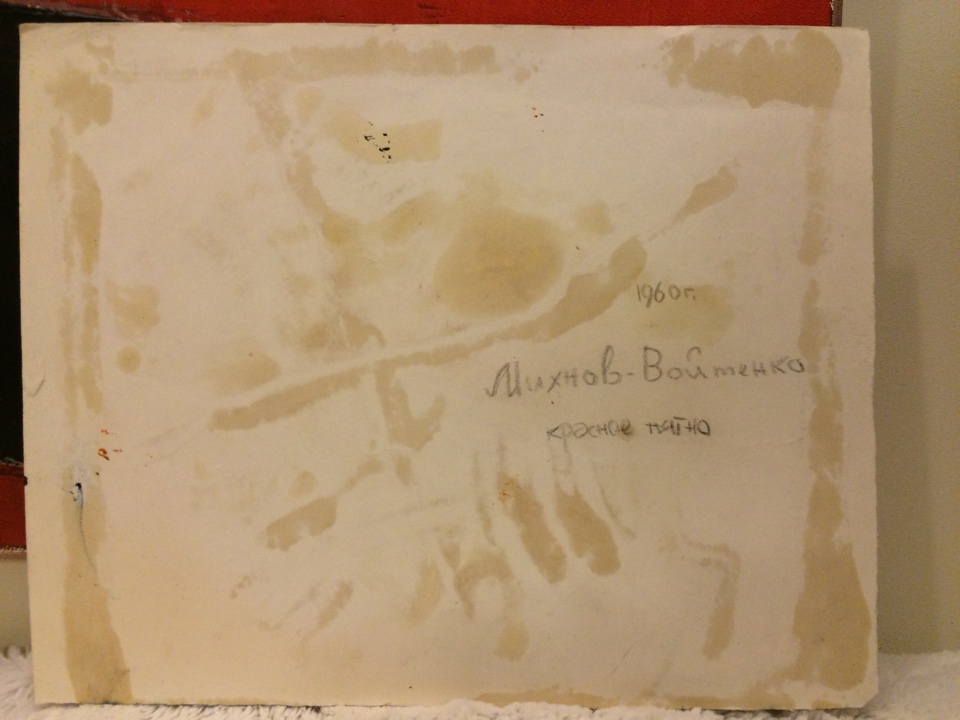 1960г.
Михнов-Войтенко
красное пятно